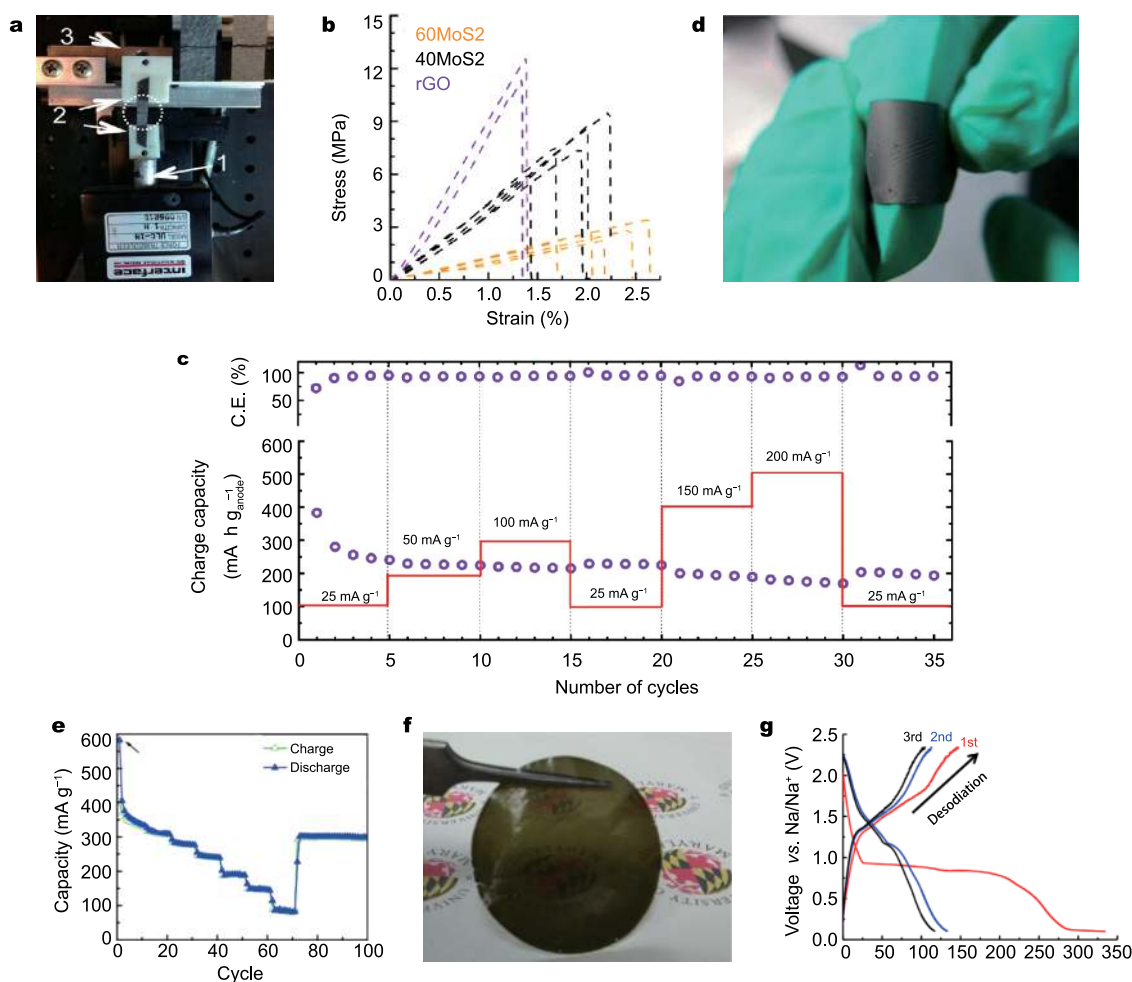 a
3
2
1
interface
b
60MoS2
40MoS2
rGO
Stress (MPa)
12
9
6
3
0
0.0 0.5 1.0 1.5 2.0 2.5
Strain (%)
d
c
C.E. (%)
100
50
Charge capacity
(mA h g⁻¹anode)
600
500
400
300
200
100
0
25 mA g⁻¹
50 mA g⁻¹
100 mA g⁻¹
25 mA g⁻¹
150 mA g⁻¹
200 mA g⁻¹
25 mA g⁻¹
0 5 10 15 20 25 30 35
Number of cycles
e
Capacity (mA g⁻¹)
600
500
400
300
200
100
0
Charge
Discharge
0 20 40 60 80 100
Cycle
f
g
Voltage vs. Na/Na⁺ (V)
2.5
2.0
1.5
1.0
0.5
0.0
3rd 2nd 1st
Desodiation
0 50 100 150 200 250 300 350